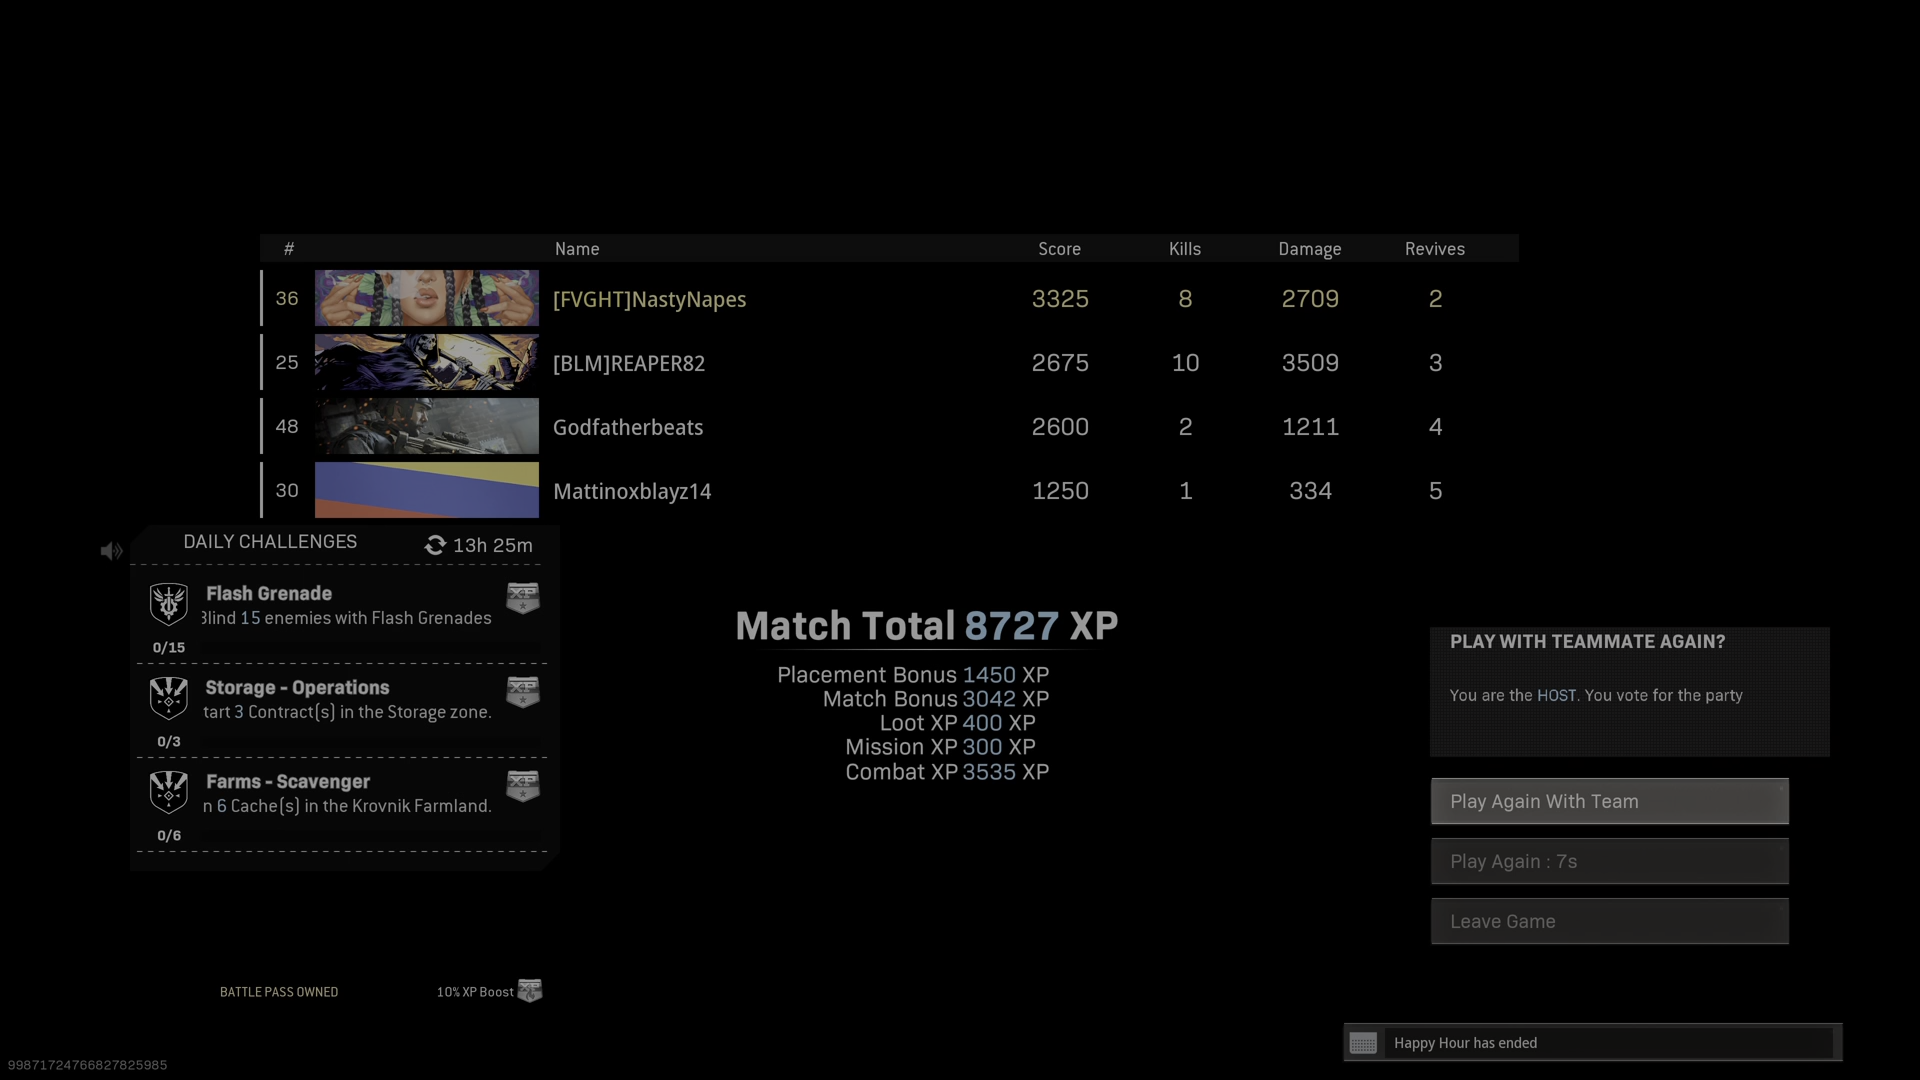 # Name Score Kills Damage Revives
36 [FVGHT]NastyNapes 3325 8 2709 2
25 [BLM]REAPER82 2675 10 3509 3
48 Godfatherbeats 2600 2 1211 4
30 Mattinoxblayz14 1250 1 334 5
DAILY CHALLENGES 13h 25m
Flash Grenade
Blind 15 enemies with Flash Grenades
0/15
Storage - Operations
tart 3 Contract(s) in the Storage zone.
0/3
Farms - Scavenger
n 6 Cache(s) in the Krovnik Farmland.
0/6
XP
XP
XP
Match Total 8727 XP
Placement Bonus 1450 XP
Match Bonus 3042 XP
Loot XP 400 XP
Mission XP 300 XP
Combat XP 3535 XP
PLAY WITH TEAMMATE AGAIN?
You are the HOST. You vote for the party
Play Again With Team
Play Again : 7s
Leave Game
BATTLE PASS OWNED
10% XP Boost
Happy Hour has ended
99871724766827825985